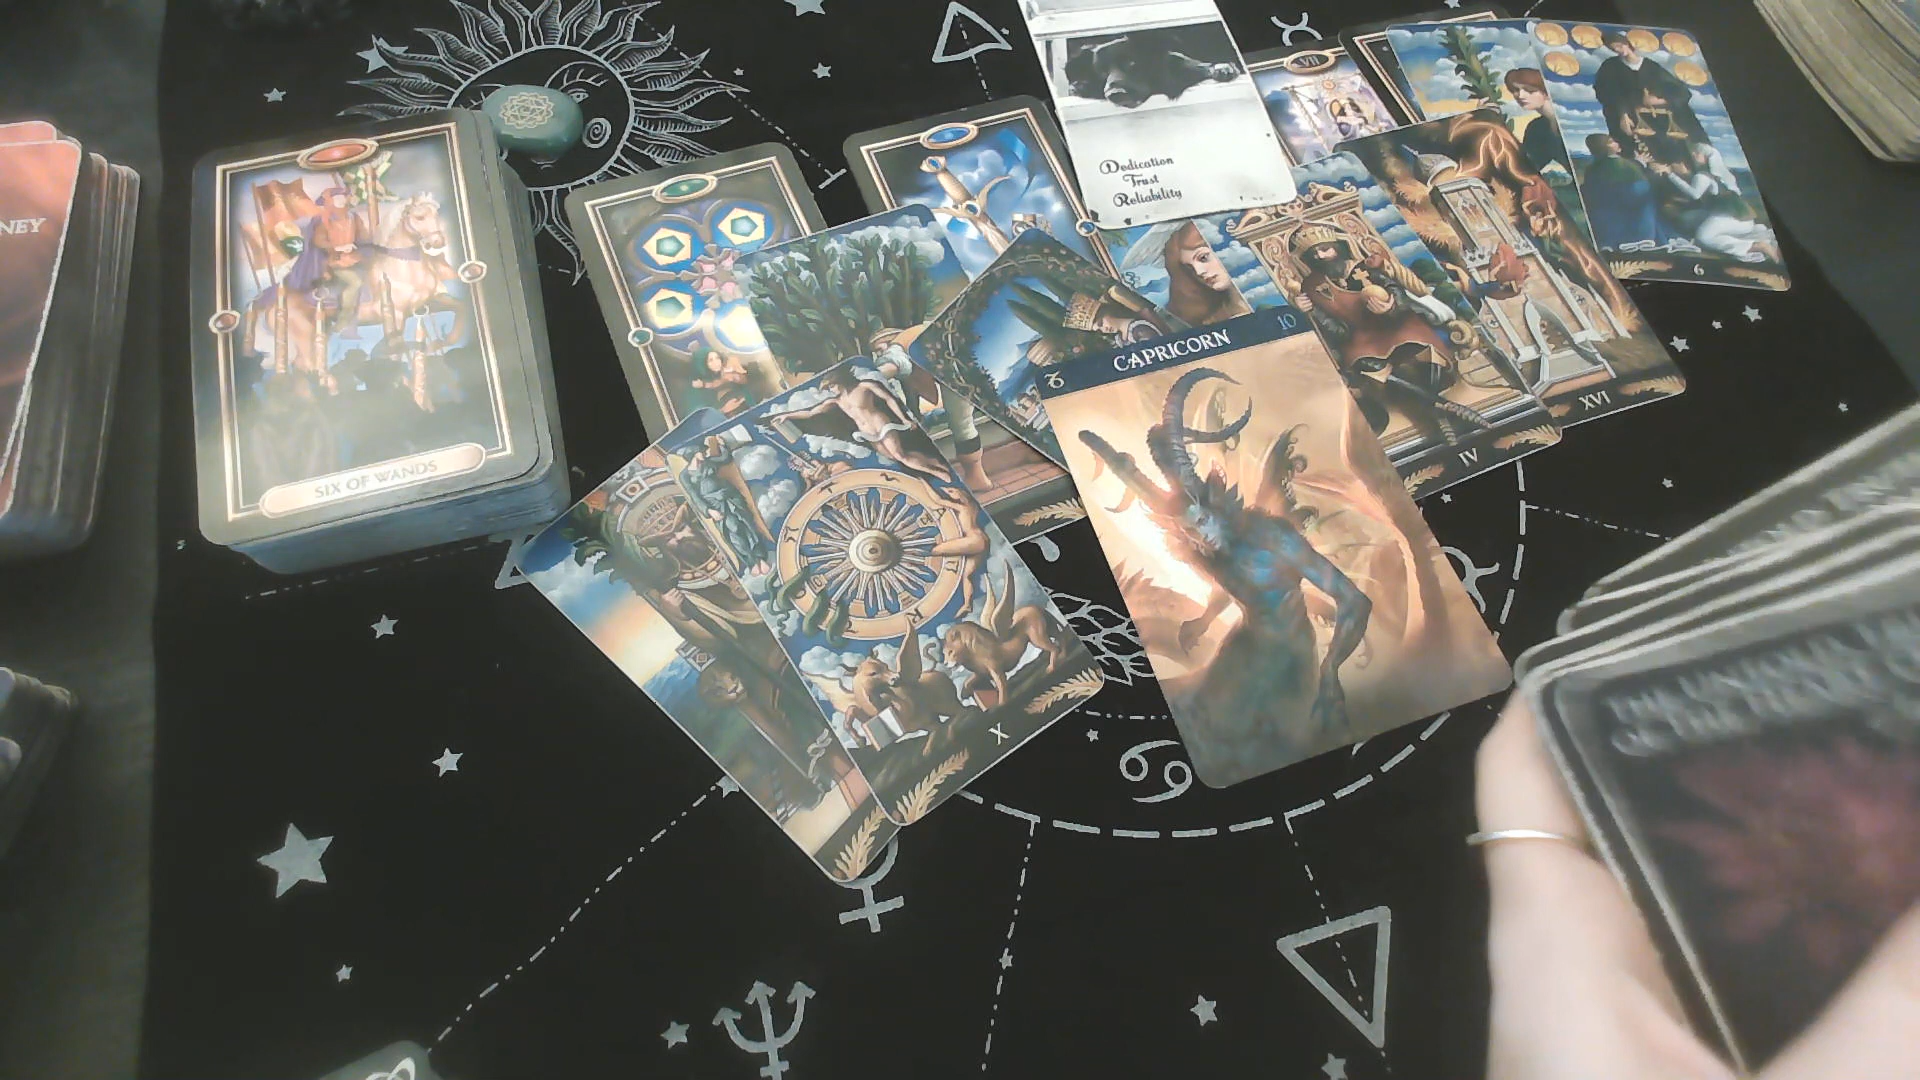 NEY
SIX OF WANDS
Dedication
Trust
Reliability
VII
CAPRICORN 10
IV
XVI
6
X